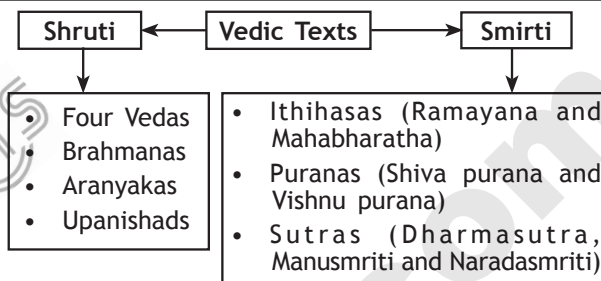 Shruti
Vedic Texts
Smirti
• Four Vedas
• Brahmanas
• Aranyakas
• Upanishads
• Ithihasas (Ramayana and
Mahabharatha)
• Puranas (Shiva purana and
Vishnu purana)
• Sutras (Dharmasutra,
Manusmriti and Naradasmriti)